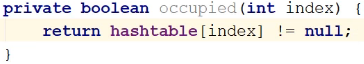 private boolean occupied(int index) {
return hashtable[index] != null;
}